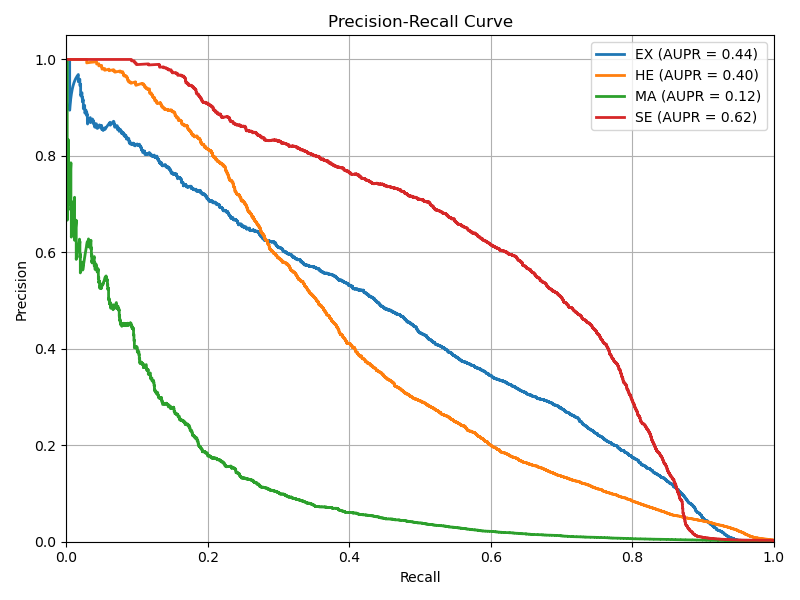 Precision-Recall Curve
EX (AUPR = 0.44)
HE (AUPR = 0.40)
MA (AUPR = 0.12)
SE (AUPR = 0.62)
Precision
1.0
0.8
0.6
0.4
0.2
0.0
0.0 0.2 0.4 0.6 0.8 1.0
Recall